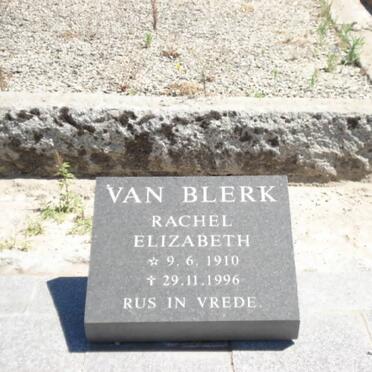 VAN BLERK
RACHEL
ELIZABETH
☆ 9. 6. 1910
✝ 29.11.1996
RUS IN VREDE.